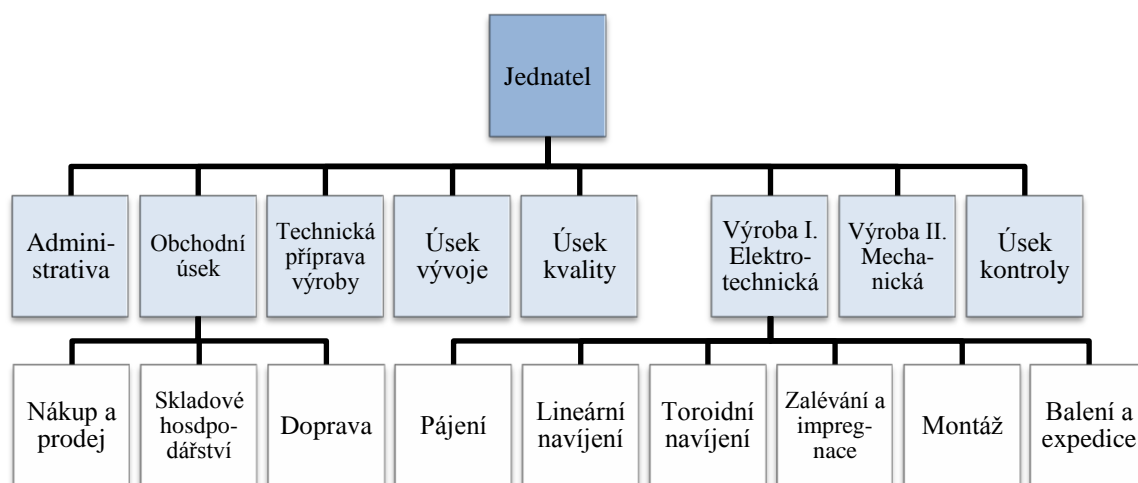 Jednatel
Admini-
strativa
Obchodní
úsek
Technická
příprava
výroby
Úsek
vývoje
Úsek
kvality
Výroba I.
Elektro-
technická
Výroba II.
Mecha-
nická
Úsek
kontroly
Nákup a
prodej
Skladové
hosdpo-
dářství
Doprava
Pájení
Lineární
navíjení
Toroidní
navíjení
Zalévání a
impreg-
nace
Montáž
Balení a
expedice